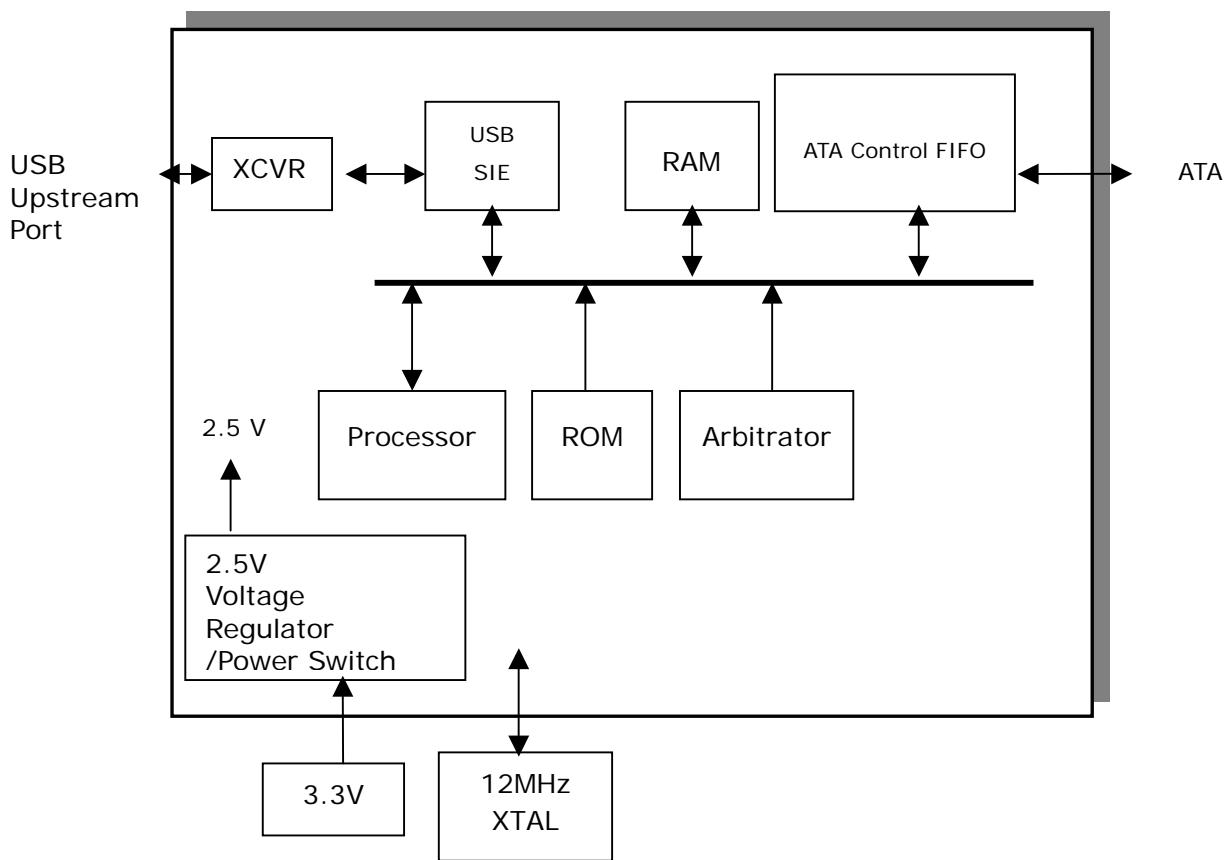 USB
SIE
ATA Control FIFO
RAM
XCVR
USB
Upstream
Port
ATA
2.5 V
Processor
ROM
Arbitrator
2.5V
Voltage
Regulator
/Power Switch
3.3V
12MHz
XTAL